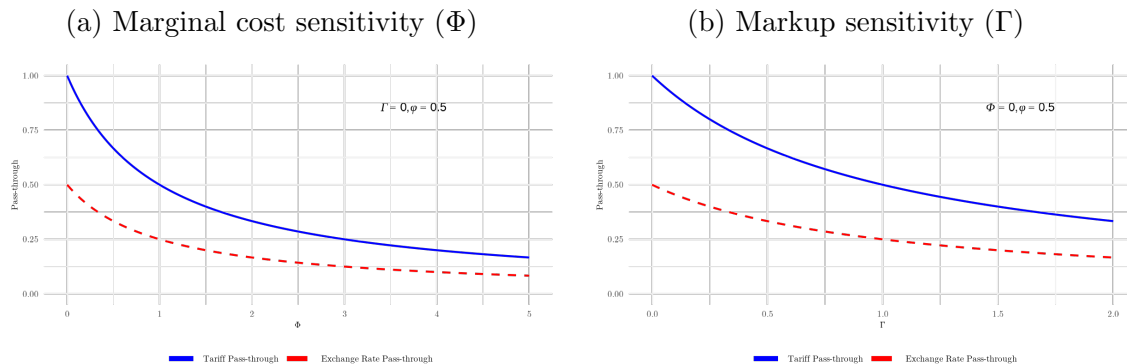 (a) Marginal cost sensitivity (Φ)
Pass-through
1.00
0.75
0.50
0.25
0.00
Γ = 0, φ = 0.5
0 1 2 3 4 5
Φ
Tariff Pass-through Exchange Rate Pass-through
(b) Markup sensitivity (Γ)
Pass-through
1.00
0.75
0.50
0.25
0.00
Φ = 0, φ = 0.5
0.0 0.5 1.0 1.5 2.0
Γ
Tariff Pass-through Exchange Rate Pass-through